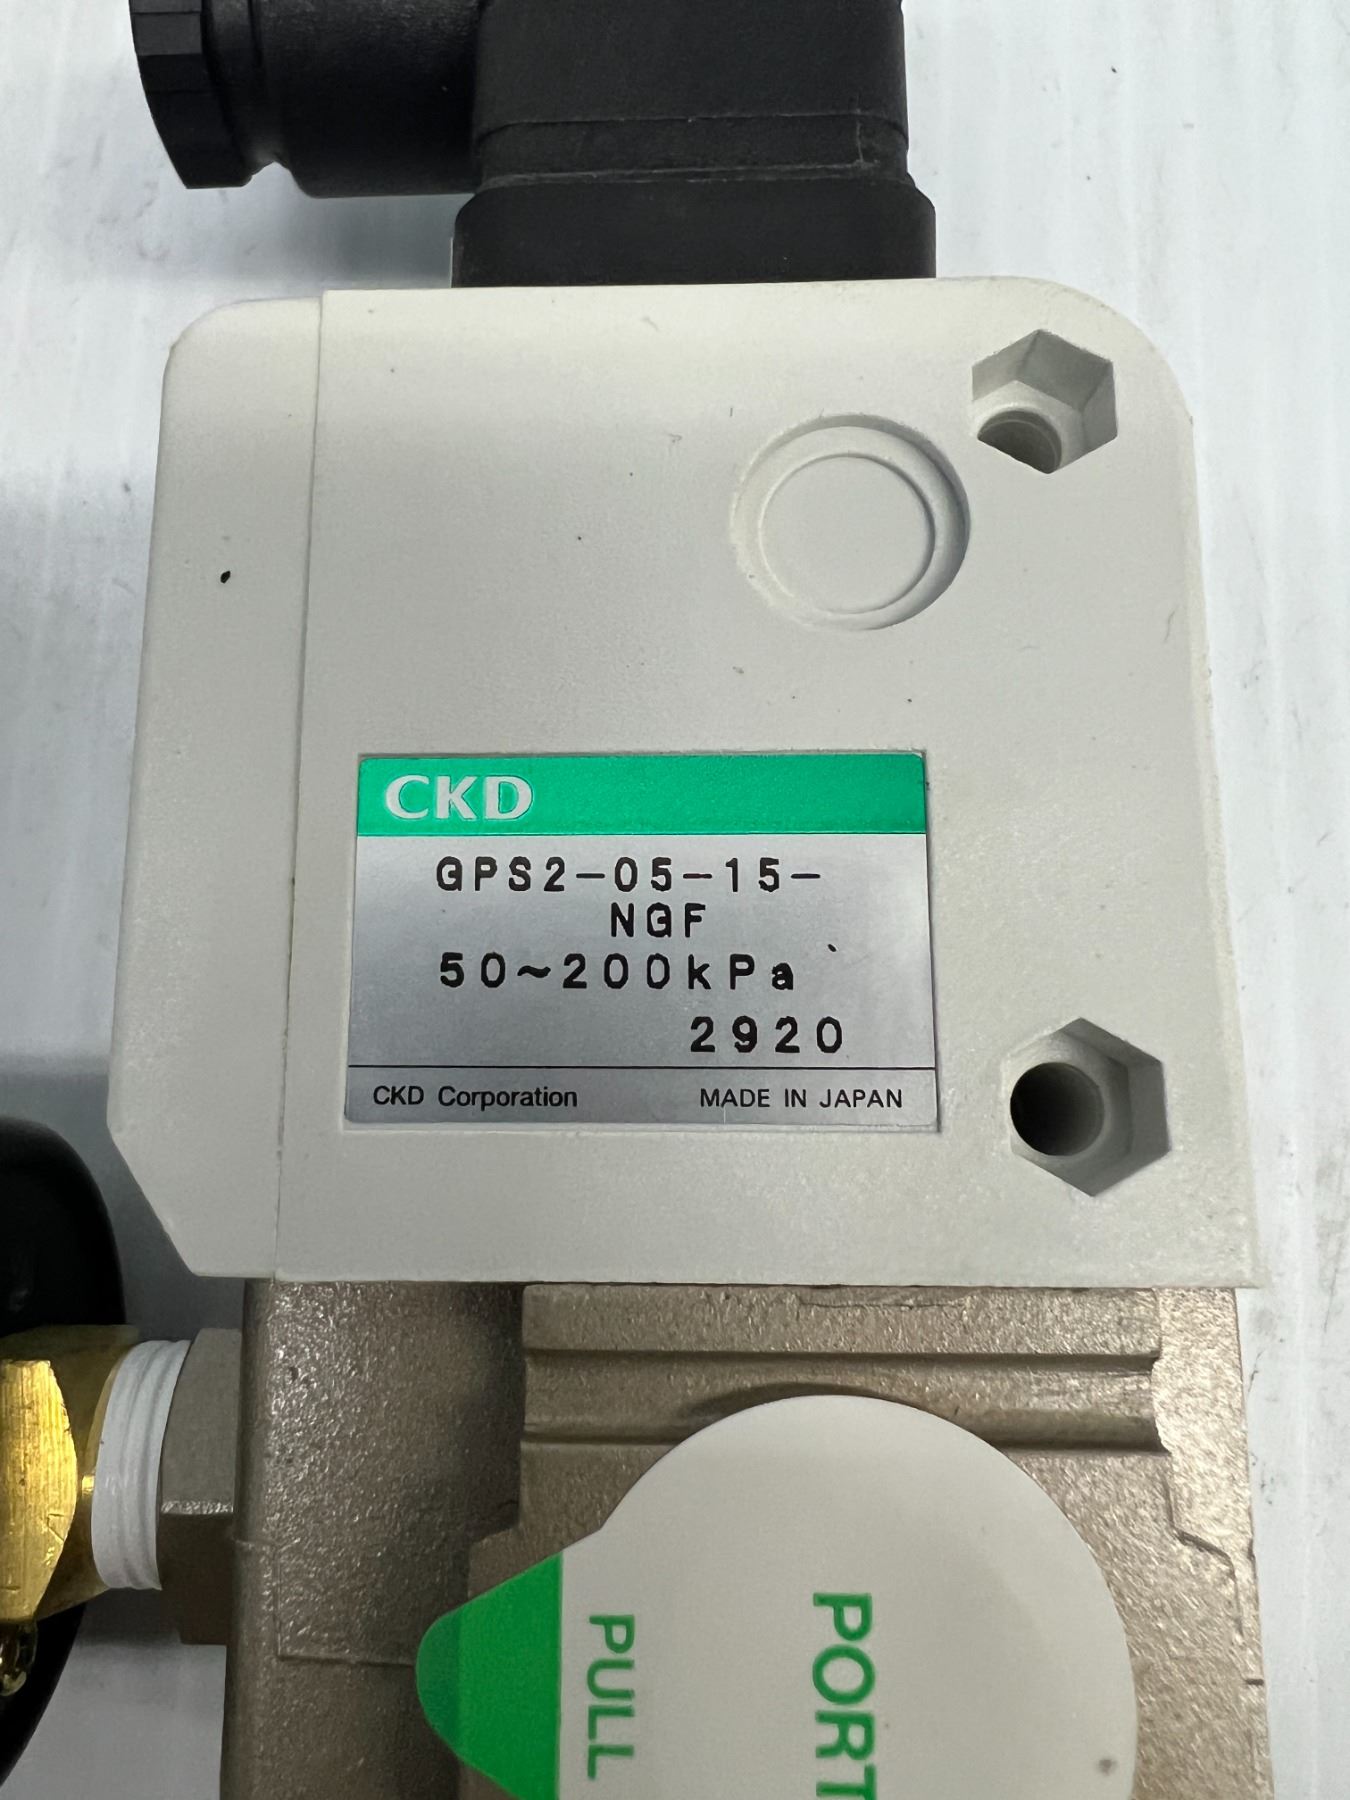 CKD
GPS2-05-15-
NGF
50~200kPa
2920
CKD Corporation MADE IN JAPAN
PORT
PULL